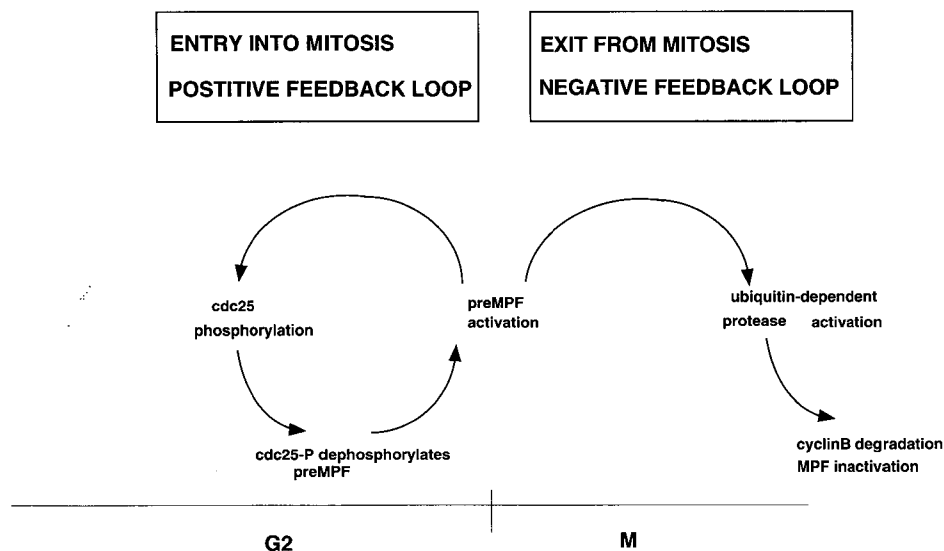 ENTRY INTO MITOSIS
POSTITIVE FEEDBACK LOOP
EXIT FROM MITOSIS
NEGATIVE FEEDBACK LOOP
cdc25
phosphorylation
preMPF
activation
ubiquitin-dependent
protease activation
cdc25-P dephosphorylates
preMPF
cyclinB degradation
MPF inactivation
G2
M